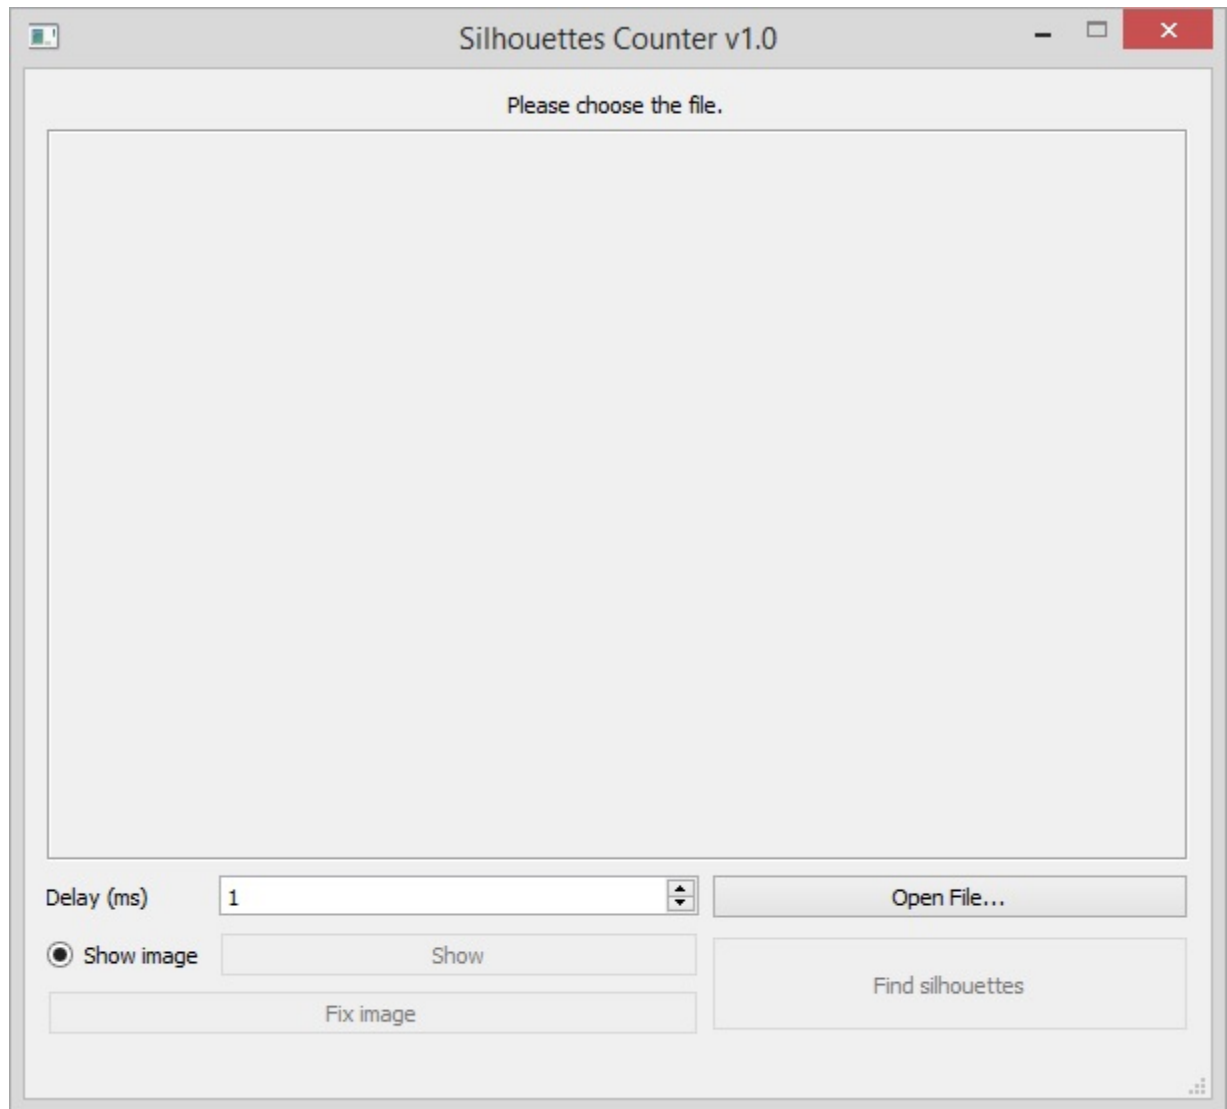 Silhouettes Counter v1.0
Please choose the file.
Delay (ms) 1 Open File...
Show image Show
Find silhouettes
Fix image